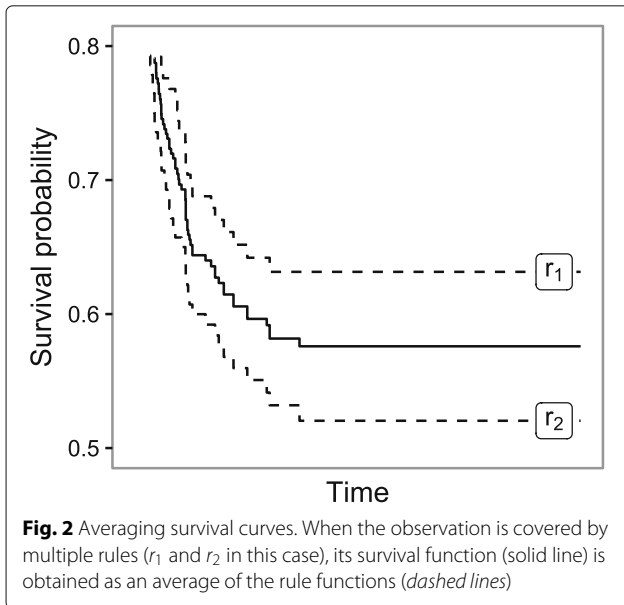 0.8
0.7
0.6
0.5
Survival probability
r₁
r₂
Time
Fig. 2 Averaging survival curves. When the observation is covered by
multiple rules (r₁ and r₂ in this case), its survival function (solid line) is
obtained as an average of the rule functions (dashed lines)